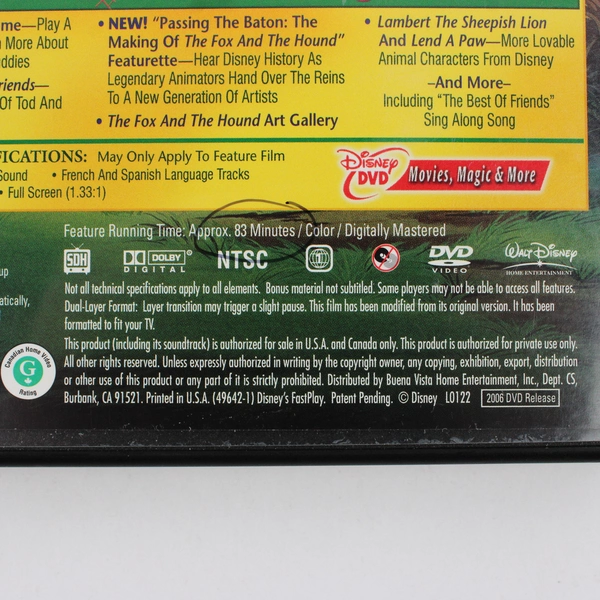 me—Play A
n More About
ddies
riends—
Of Tod And
• NEW! "Passing The Baton: The
Making Of The Fox And The Hound"
Featurette—Hear Disney History As
Legendary Animators Hand Over The Reins
To A New Generation Of Artists
• The Fox And The Hound Art Gallery
• Lambert The Sheepish Lion
And Lend A Paw—More Lovable
Animal Characters From Disney
–And More–
Including "The Best Of Friends"
Sing Along Song
FICATIONS: May Only Apply To Feature Film
Sound • French And Spanish Language Tracks
• Full Screen (1.33:1)
Disney
DVD
Movies, Magic & More
Feature Running Time: Approx. 83 Minutes / Color / Digitally Mastered
SDH
DOLBY
DIGITAL
NTSC
1
DVD
VIDEO
WALT DISNEY
HOME ENTERTAINMENT
up
atically,
Not all technical specifications apply to all elements. Bonus material not subtitled. Some players may not be able to access all features.
Dual-Layer Format: Layer transition may trigger a slight pause. This film has been modified from its original version. It has been
formatted to fit your TV.
Canadian Home Video
G
Rating
This product (including its soundtrack) is authorized for sale in U.S.A. and Canada only. This product is authorized for private use only.
All other rights reserved. Unless expressly authorized in writing by the copyright owner, any copying, exhibition, export, distribution
or other use of this product or any part of it is strictly prohibited. Distributed by Buena Vista Home Entertainment, Inc., Dept. CS,
Burbank, CA 91521. Printed in U.S.A. (49642-1) Disney's FastPlay. Patent Pending. © Disney L0122 2006 DVD Release